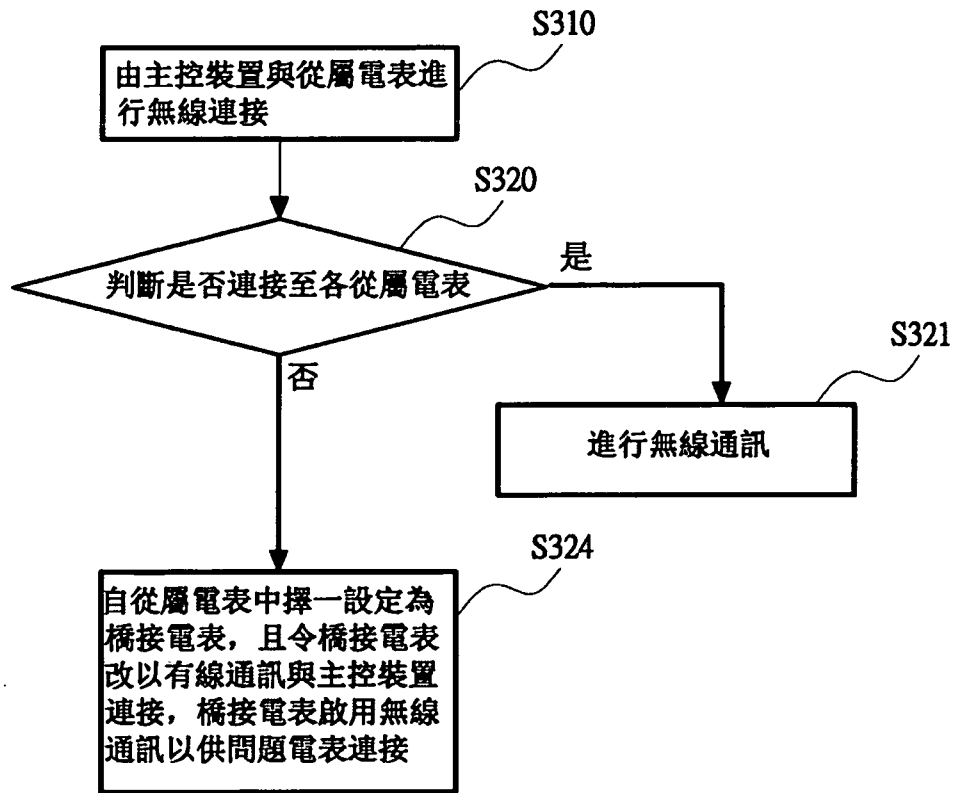 S310
由主控裝置與從屬電表進
行無線連接
S320
判斷是否連接至各從屬電表
是
否
S321
進行無線通訊
S324
自從屬電表中擇一設定為
橋接電表，且令橋接電表
改以有線通訊與主控裝置
連接，橋接電表啟用無線
通訊以供問題電表連接